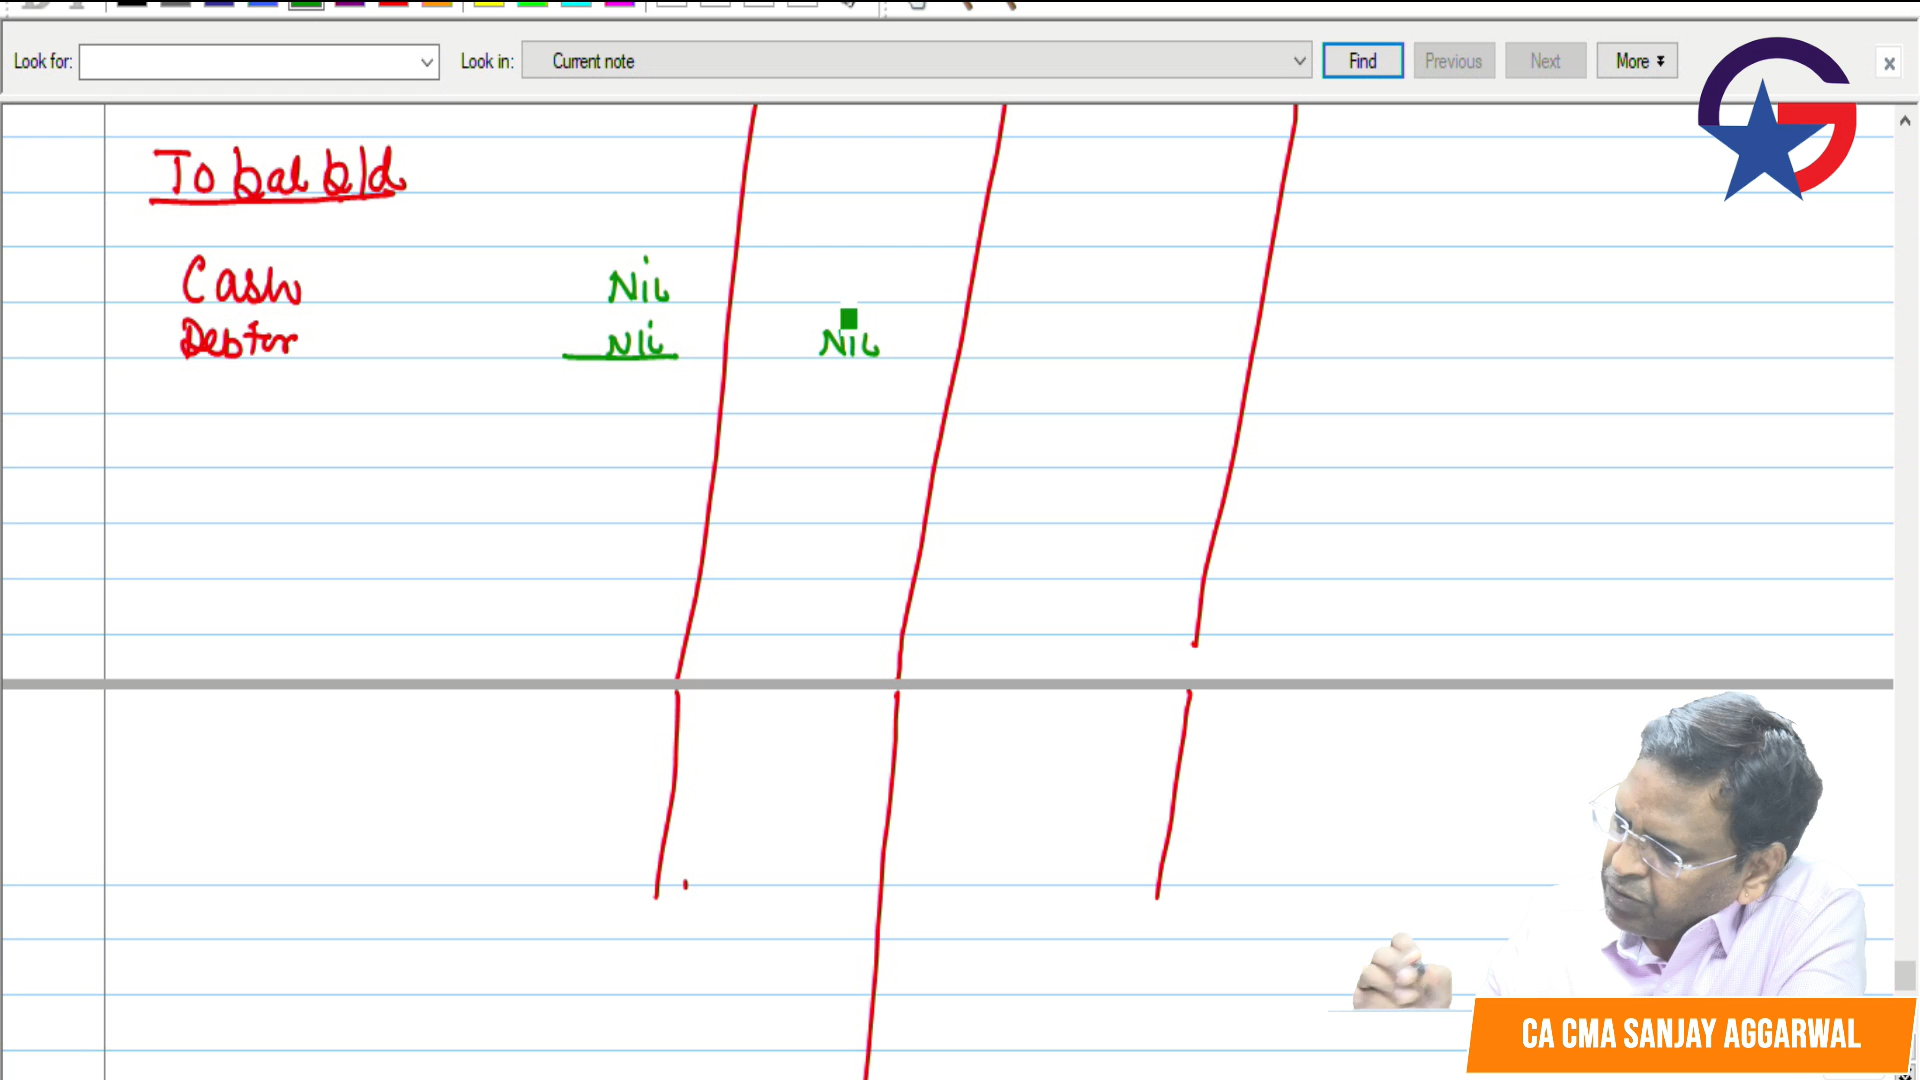 Look for:
Look in: Current note Find Previous Next More
To bal b/d
Cash Nil
Debtor Nil Nil
CA CMA SANJAY AGGARWAL